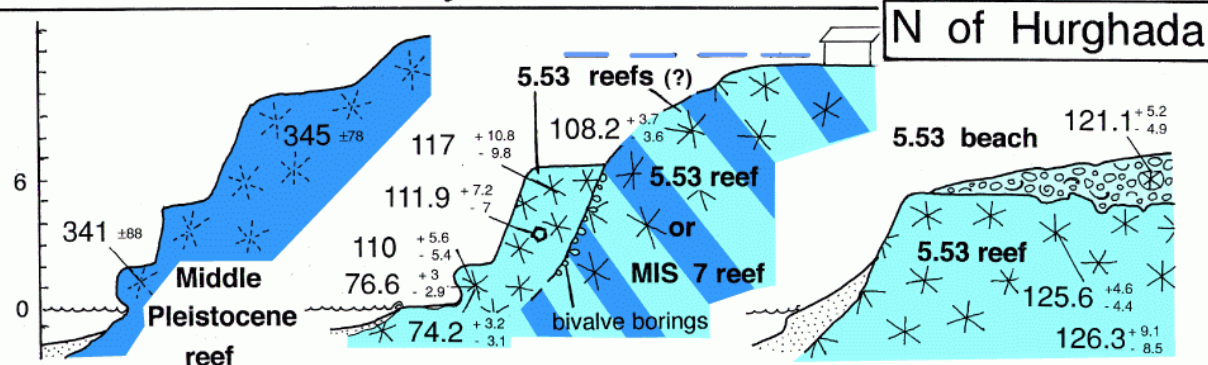 N of Hurghada
5.53 reefs (?)
345 ±78
117 + 10.8 - 9.8
108.2 + 3.7 3.6
5.53 beach
121.1 + 5.2 - 4.9
6
111.9 + 7.2 - 7
5.53 reef
341 ±88
110 + 5.6 - 5.4
or
5.53 reef
Middle
76.6 + 3 - 2.9
MIS 7 reef
125.6 + 4.6 - 4.4
0
Pleistocene
74.2 + 3.2 - 3.1
bivalve borings
126.3 + 9.1 - 8.5
reef